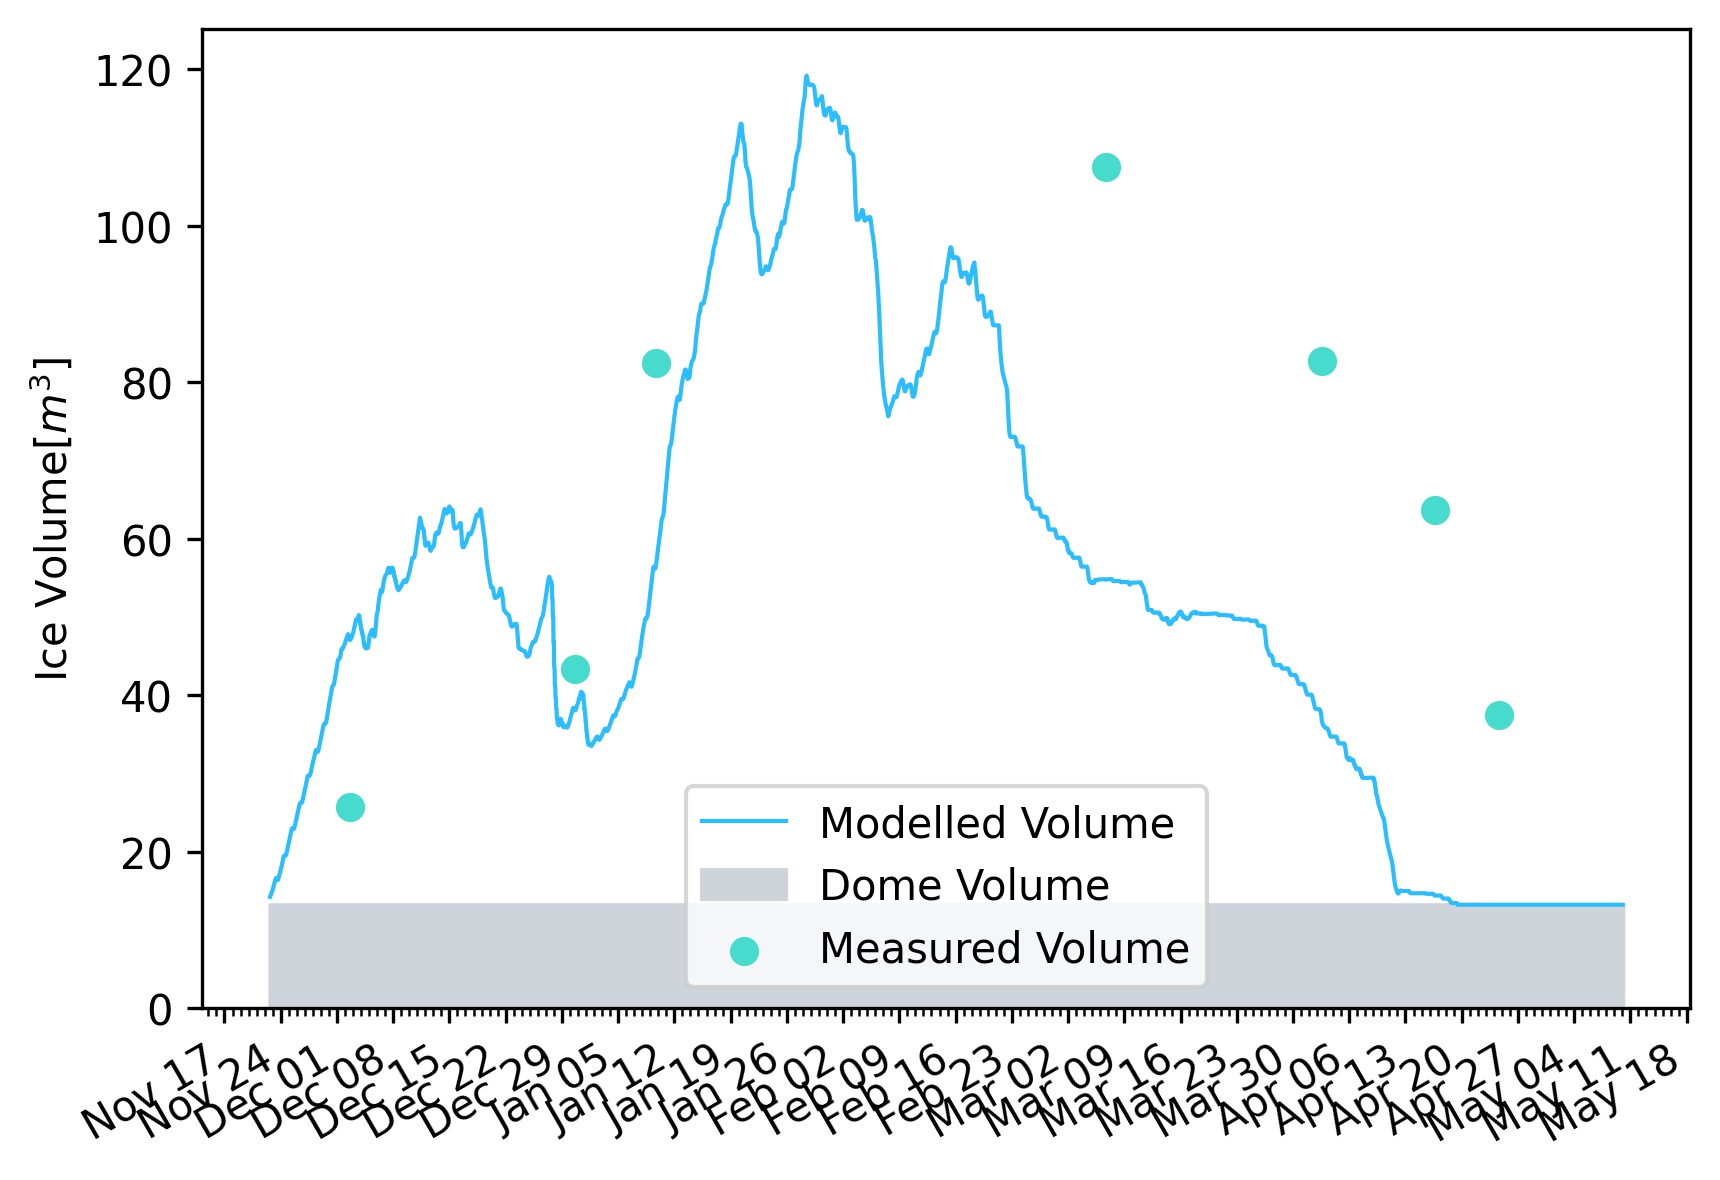 120
100
80
60
40
20
0
Ice Volume[m³]
Modelled Volume
Dome Volume
Measured Volume
Nov 17
Nov 24
Dec 01
Dec 08
Dec 15
Dec 22
Dec 29
Jan 05
Jan 12
Jan 19
Jan 26
Feb 02
Feb 09
Feb 16
Feb 23
Mar 02
Mar 09
Mar 16
Mar 23
Mar 30
Apr 06
Apr 13
Apr 20
Apr 27
May 04
May 11
May 18